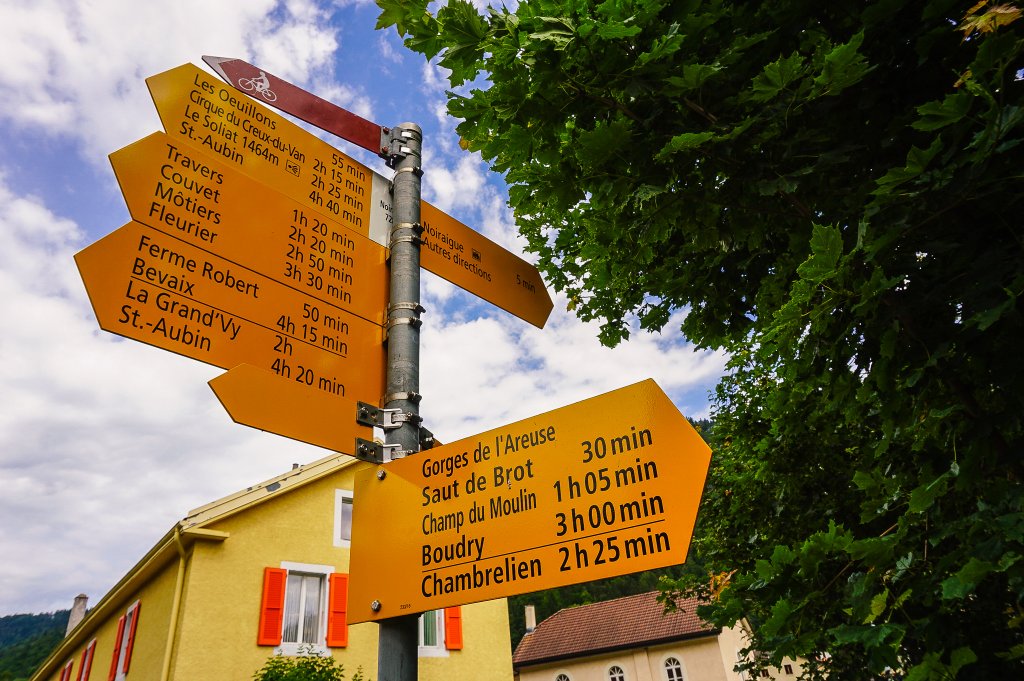 Les Oeuillons 55 min
Cirque du Creux-du-Van 2h 15 min
Le Soliat 1464m 2h 25 min
St.-Aubin 4h 40 min
Travers 1h 20 min
Couvet 2h 20 min
Môtiers 2h 50 min
Fleurier 3h 30 min
Ferme Robert 50 min
Bevaix 4h 15 min
La Grand'Vy 2h
St.-Aubin 4h 20 min
Noiraigue
Autres directions 5 min
Gorges de l'Areuse
Saut de Brot 30 min
Champ du Moulin 1h05 min
Boudry 3h00 min
Chambrelien 2h25 min